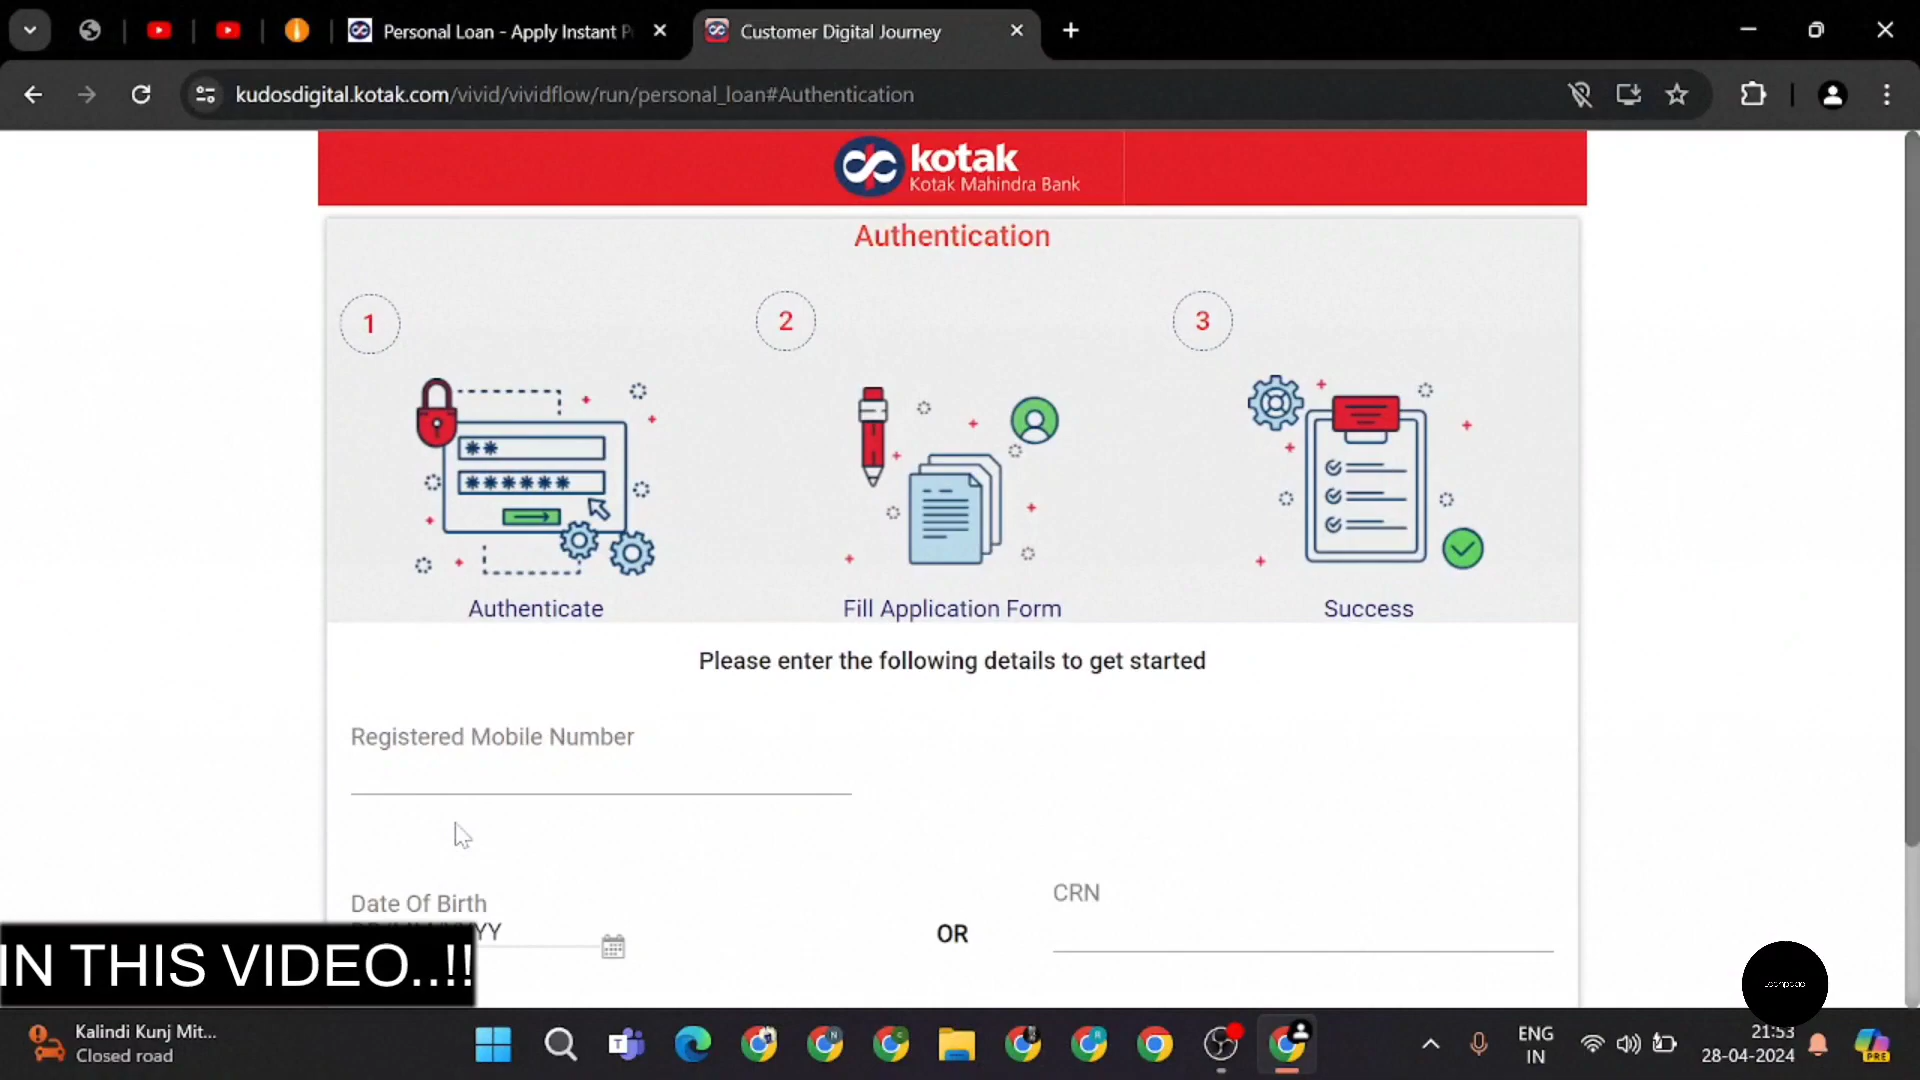 Personal Loan - Apply Instant P
Customer Digital Journey
kudosdigital.kotak.com/vivid/vividflow/run/personal_loan#Authentication
kotak
Kotak Mahindra Bank
Authentication
1
2
3
Authenticate
Fill Application Form
Success
Please enter the following details to get started
Registered Mobile Number
Date Of Birth
CRN
OR
IN THIS VIDEO..!!
Kalindi Kunj Mit...
Closed road
ENG
IN
21:53
28-04-2024
PRE